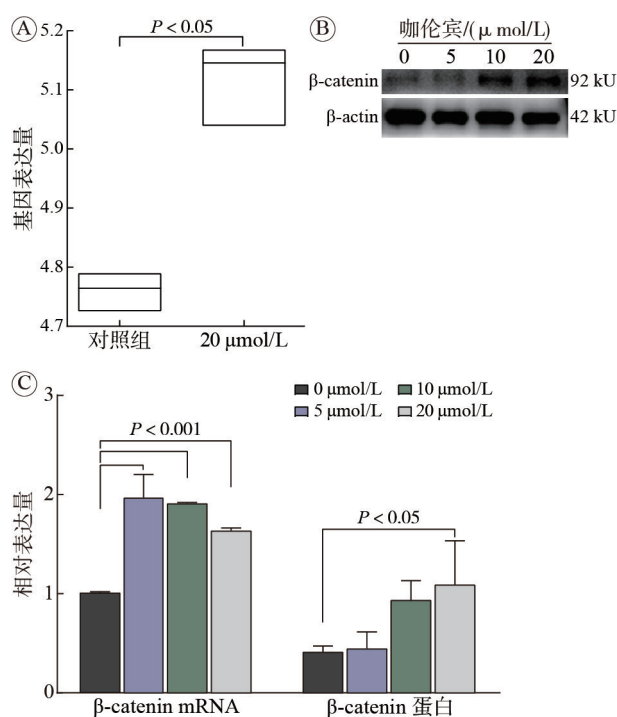 A
5.2
5.1
5.0
4.9
4.8
4.7
基因表达量
P < 0.05
对照组
20 μmol/L
B
咖伦宾/(μ mol/L)
0 5 10 20
β-catenin 92 kU
β-actin 42 kU
C
3
2
1
0
相对表达量
0 μmol/L 10 μmol/L
5 μmol/L 20 μmol/L
P < 0.001
P < 0.05
β-catenin mRNA
β-catenin 蛋白